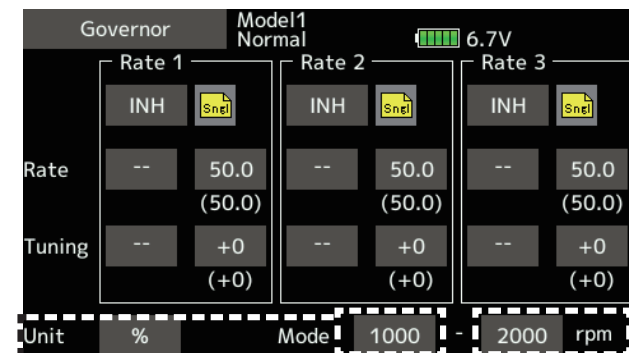 Governor Model1 Normal 6.7V
Rate 1 Rate 2 Rate 3
INH Sngl INH Sngl INH Sngl
Rate -- 50.0 -- 50.0 -- 50.0
(50.0) (50.0) (50.0)
Tuning -- +0 -- +0 -- +0
(+0) (+0) (+0)
Unit % Mode 1000 - 2000 rpm